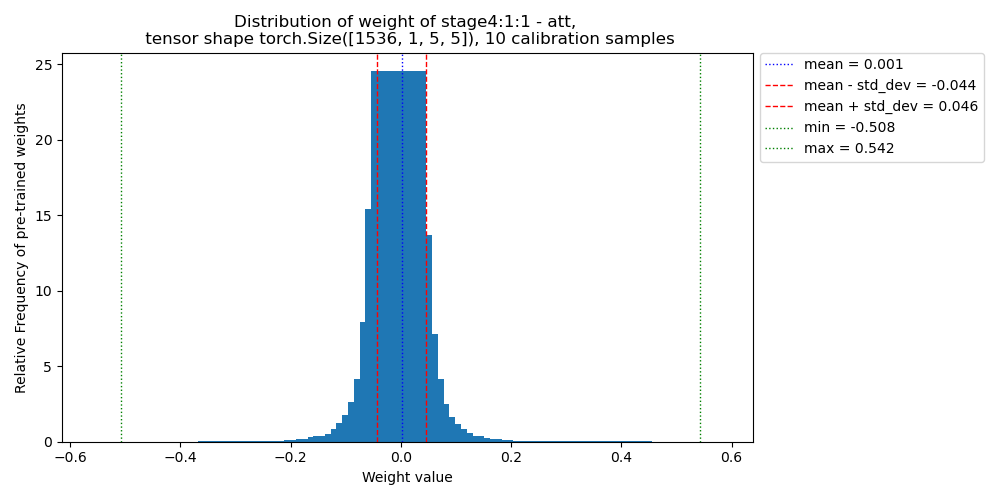 Distribution of weight of stage4:1:1 - att,
tensor shape torch.Size([1536, 1, 5, 5]), 10 calibration samples
mean = 0.001
mean - std_dev = -0.044
mean + std_dev = 0.046
min = -0.508
max = 0.542
Relative Frequency of pre-trained weights
25
20
15
10
5
0
−0.6
−0.4
−0.2
0.0
0.2
0.4
0.6
Weight value